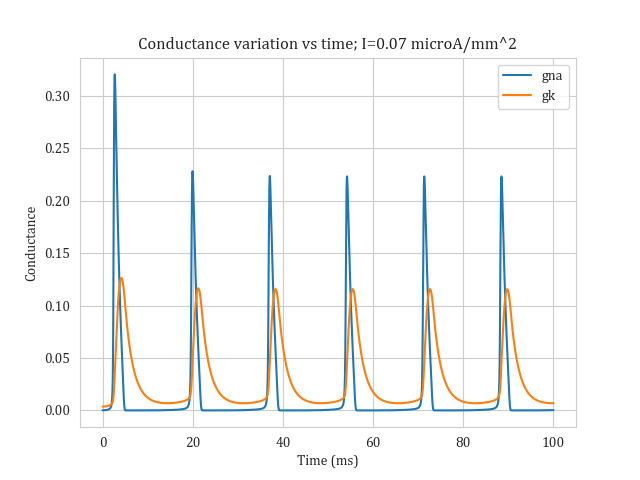 Conductance variation vs time; I=0.07 microA/mm^2
gna
gk
0.30
0.25
0.20
0.15
0.10
0.05
0.00
Conductance
0 20 40 60 80 100
Time (ms)